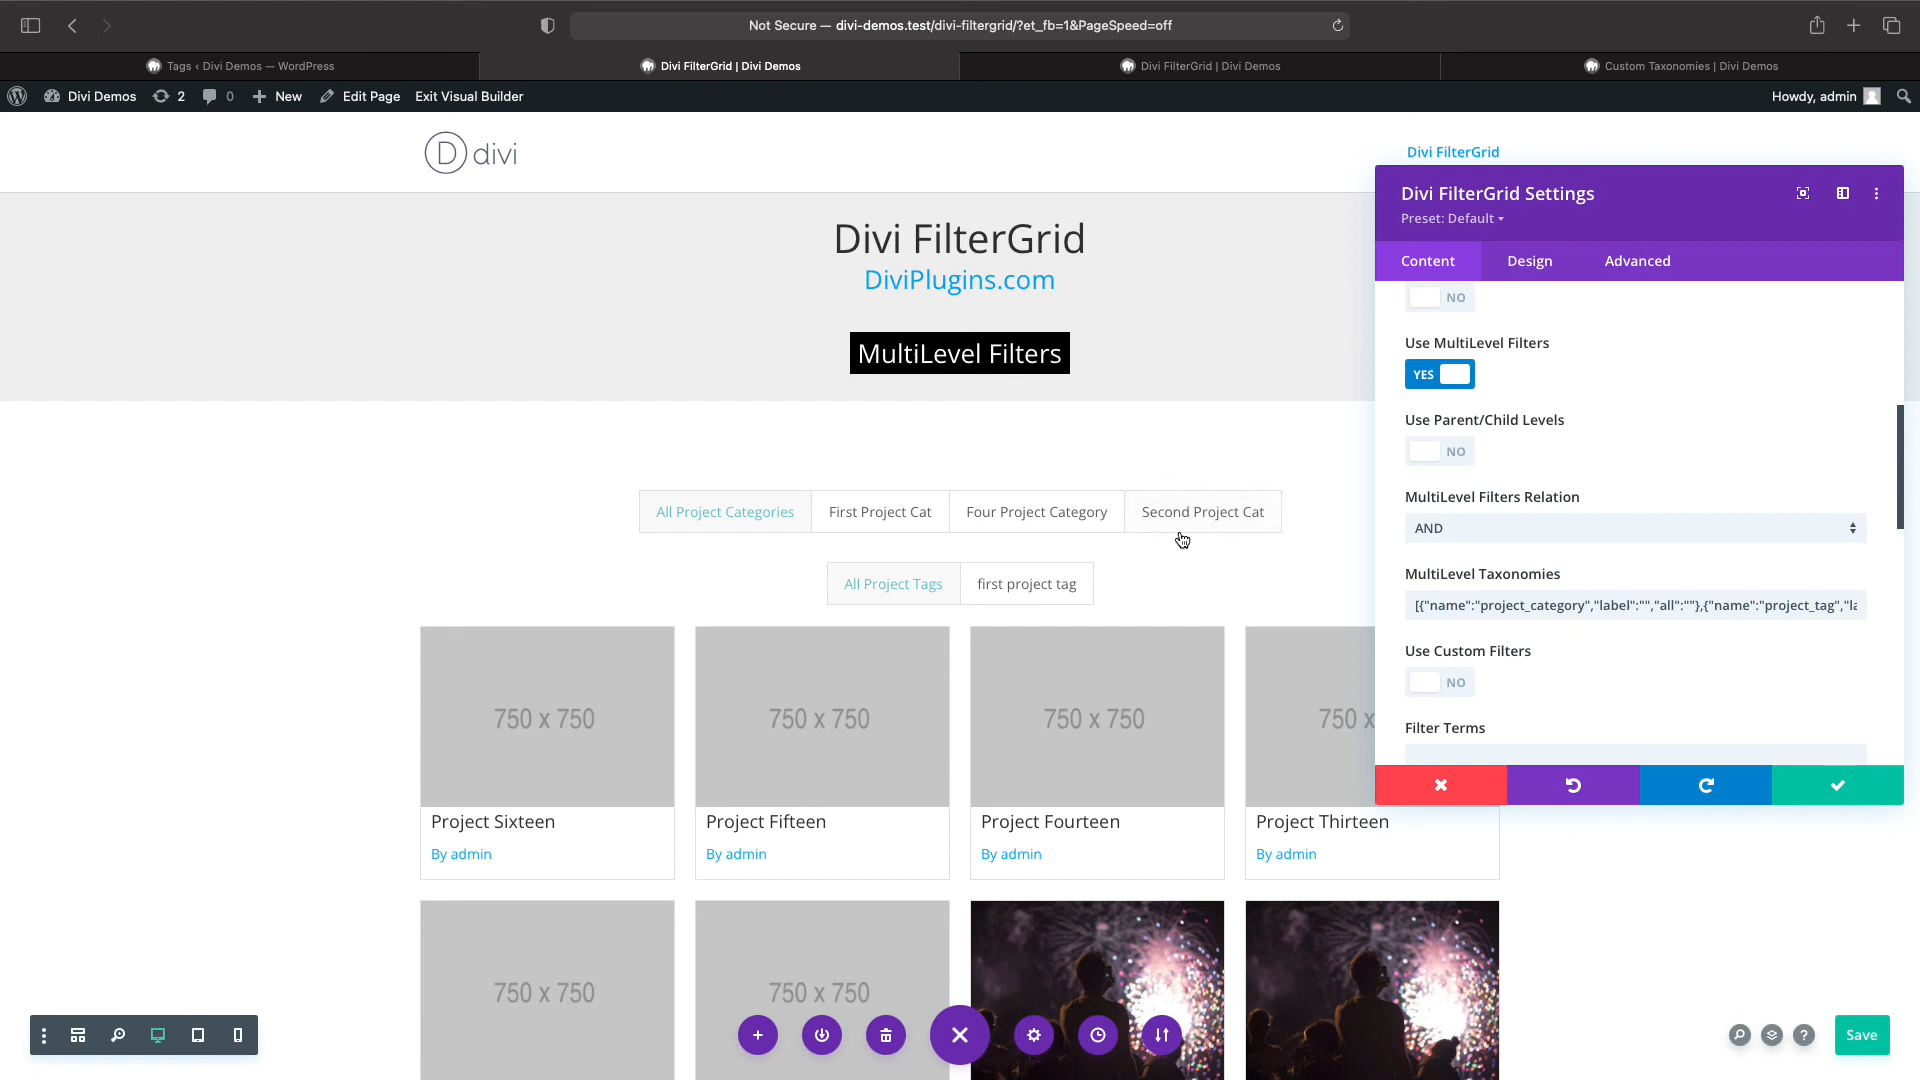 Not Secure — divi-demos.test/divi-filtergrid/?et_fb=1&PageSpeed=off
Tags ‹ Divi Demos — WordPress
Divi FilterGrid | Divi Demos
Divi FilterGrid | Divi Demos
Custom Taxonomies | Divi Demos
Divi Demos
2
0
New
Edit Page
Exit Visual Builder
Howdy, admin
D divi
Divi FilterGrid
Divi FilterGrid
DiviPlugins.com
MultiLevel Filters
All Project Categories
First Project Cat
Four Project Category
Second Project Cat
All Project Tags
first project tag
750 x 750
750 x 750
750 x 750
750 x
Project Sixteen
Project Fifteen
Project Fourteen
Project Thirteen
By admin
By admin
By admin
By admin
750 x 750
750 x 750
Divi FilterGrid Settings
Preset: Default
Content
Design
Advanced
NO
Use MultiLevel Filters
YES
Use Parent/Child Levels
NO
MultiLevel Filters Relation
AND
MultiLevel Taxonomies
[{"name":"project_category","label":"","all":""},{"name":"project_tag","la
Use Custom Filters
NO
Filter Terms
?
Save